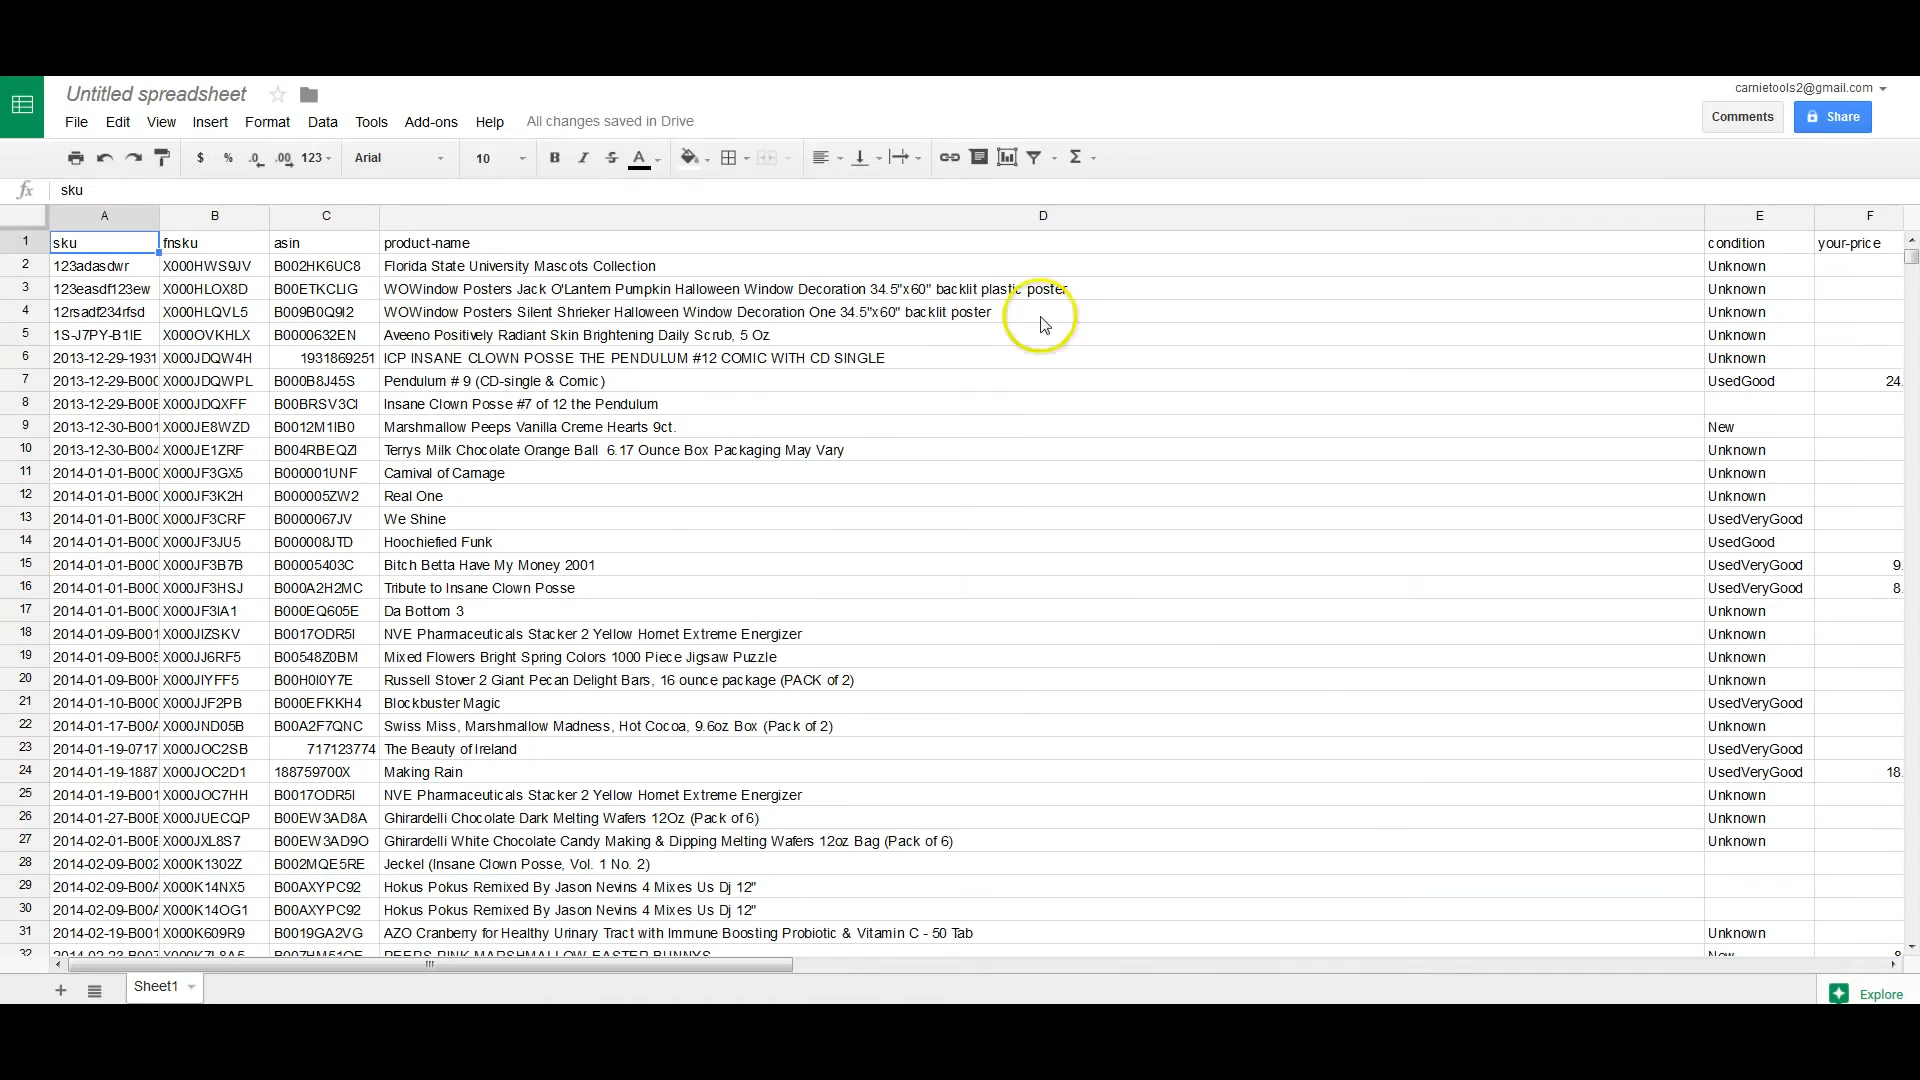 Untitled spreadsheet
carnietools2@gmail.com
File Edit View Insert Format Data Tools Add-ons Help All changes saved in Drive
Comments Share
$ % .0 .00 123 Arial 10 B I S A Σ
fx sku
A B C D E F
1 sku fnsku asin product-name condition your-price
2 123adasdwr X000HWS9JV B002HK6UC8 Florida State University Mascots Collection Unknown
3 123easdf123ew X000HLOX8D B00ETKCLIG WOWindow Posters Jack O'Lantern Pumpkin Halloween Window Decoration 34.5"x60" backlit plastic poster Unknown
4 12rsadf234rfsd X000HLQVL5 B009B0Q9I2 WOWindow Posters Silent Shrieker Halloween Window Decoration One 34.5"x60" backlit poster Unknown
5 1S-J7PY-B1IE X000OVKHLX B0000632EN Aveeno Positively Radiant Skin Brightening Daily Scrub, 5 Oz Unknown
6 2013-12-29-1931 X000JDQW4H 1931869251 ICP INSANE CLOWN POSSE THE PENDULUM #12 COMIC WITH CD SINGLE Unknown
7 2013-12-29-B000 X000JDQWPL B000B8J45S Pendulum # 9 (CD-single & Comic) UsedGood 24.
8 2013-12-29-B00B X000JDQXFF B00BRSV3CI Insane Clown Posse #7 of 12 the Pendulum
9 2013-12-30-B001 X000JE8WZD B0012M1IB0 Marshmallow Peeps Vanilla Creme Hearts 9ct. New
10 2013-12-30-B004 X000JE1ZRF B004RBEQZI Terrys Milk Chocolate Orange Ball 6.17 Ounce Box Packaging May Vary Unknown
11 2014-01-01-B000 X000JF3GX5 B000001UNF Carnival of Carnage Unknown
12 2014-01-01-B000 X000JF3K2H B000005ZW2 Real One Unknown
13 2014-01-01-B000 X000JF3CRF B0000067JV We Shine UsedVeryGood
14 2014-01-01-B000 X000JF3JU5 B000008JTD Hoochiefied Funk UsedGood
15 2014-01-01-B000 X000JF3B7B B00005403C Bitch Betta Have My Money 2001 UsedVeryGood 9.
16 2014-01-01-B000 X000JF3HSJ B000A2H2MC Tribute to Insane Clown Posse UsedVeryGood 8.
17 2014-01-01-B000 X000JF3IA1 B000EQ605E Da Bottom 3 Unknown
18 2014-01-09-B001 X000JIZSKV B0017ODR5I NVE Pharmaceuticals Stacker 2 Yellow Hornet Extreme Energizer Unknown
19 2014-01-09-B005 X000JJ6RF5 B00548Z0BM Mixed Flowers Bright Spring Colors 1000 Piece Jigsaw Puzzle Unknown
20 2014-01-09-B00H X000JIYFF5 B00H0I0Y7E Russell Stover 2 Giant Pecan Delight Bars, 16 ounce package (PACK of 2) Unknown
21 2014-01-10-B000 X000JJF2PB B000EFKKH4 Blockbuster Magic UsedVeryGood
22 2014-01-17-B00A X000JND05B B00A2F7QNC Swiss Miss, Marshmallow Madness, Hot Cocoa, 9.6oz Box (Pack of 2) Unknown
23 2014-01-19-0717 X000JOC2SB 717123774 The Beauty of Ireland UsedVeryGood
24 2014-01-19-1887 X000JOC2D1 188759700X Making Rain UsedVeryGood 18.
25 2014-01-19-B001 X000JOC7HH B0017ODR5I NVE Pharmaceuticals Stacker 2 Yellow Hornet Extreme Energizer Unknown
26 2014-01-27-B00E X000JUECQP B00EW3AD8A Ghirardelli Chocolate Dark Melting Wafers 12Oz (Pack of 6) Unknown
27 2014-02-01-B00E X000JXL8S7 B00EW3AD9O Ghirardelli White Chocolate Candy Making & Dipping Melting Wafers 12oz Bag (Pack of 6) Unknown
28 2014-02-09-B002 X000K1302Z B002MQE5RE Jeckel (Insane Clown Posse, Vol. 1 No. 2)
29 2014-02-09-B00A X000K14NX5 B00AXYPC92 Hokus Pokus Remixed By Jason Nevins 4 Mixes Us Dj 12"
30 2014-02-09-B00A X000K14OG1 B00AXYPC92 Hokus Pokus Remixed By Jason Nevins 4 Mixes Us Dj 12"
31 2014-02-19-B001 X000K609R9 B0019GA2VG AZO Cranberry for Healthy Urinary Tract with Immune Boosting Probiotic & Vitamin C - 50 Tab Unknown
32 2014-02-23-B007 X000K7L8A5 B007HM51QE PEEPS PINK MARSHMALLOW EASTER BUNNYS New 8
Sheet1
Explore